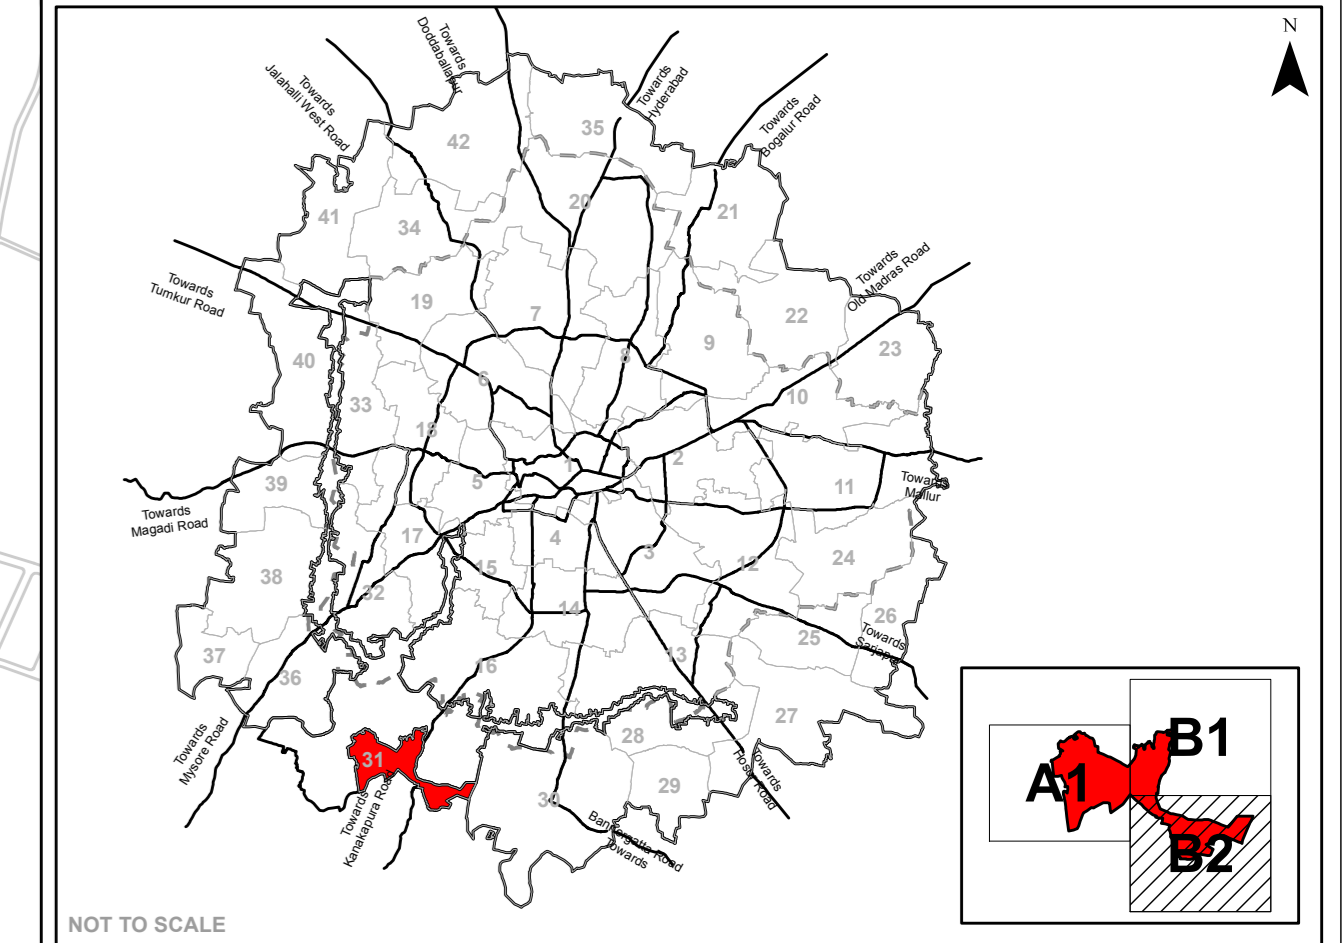 N
Towards
Doddaballapur
Towards
Jalahalli West Road
Towards
Hyderabad
Towards
Bogalur Road
42
35
41
34
20
21
Towards
Tumkur Road
Towards
Old Madras Road
19
7
22
9
8
23
40
6
33
10
18
39
5
1
2
11
Towards
Mallur
Towards
Magadi Road
17
4
3
12
24
38
32
15
14
26
37
36
16
13
25
Towards
Sarjapur
27
28
Towards
Mysore Road
31
29
30
Towards
Hosur Road
Towards
Kanakapura Road
Bannergatta Road
Towards
A1
B1
B2
NOT TO SCALE